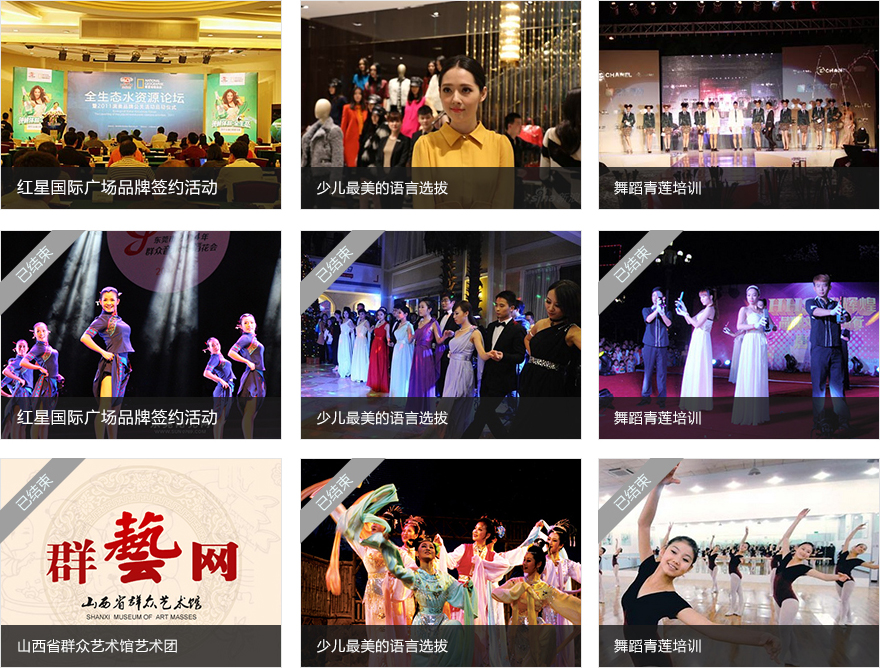 全生态水资源论坛
红星国际广场品牌签约活动
少儿最美的语言选拔
CHANEL
CHAN
舞蹈青莲培训
已结束
红星国际广场品牌签约活动
已结束
少儿最美的语言选拔
已结束
舞蹈青莲培训
已结束
群藝网
山西省群众艺术馆
SHANXI MUSEUM OF ART MASSES
山西省群众艺术馆艺术团
已结束
少儿最美的语言选拔
已结束
舞蹈青莲培训